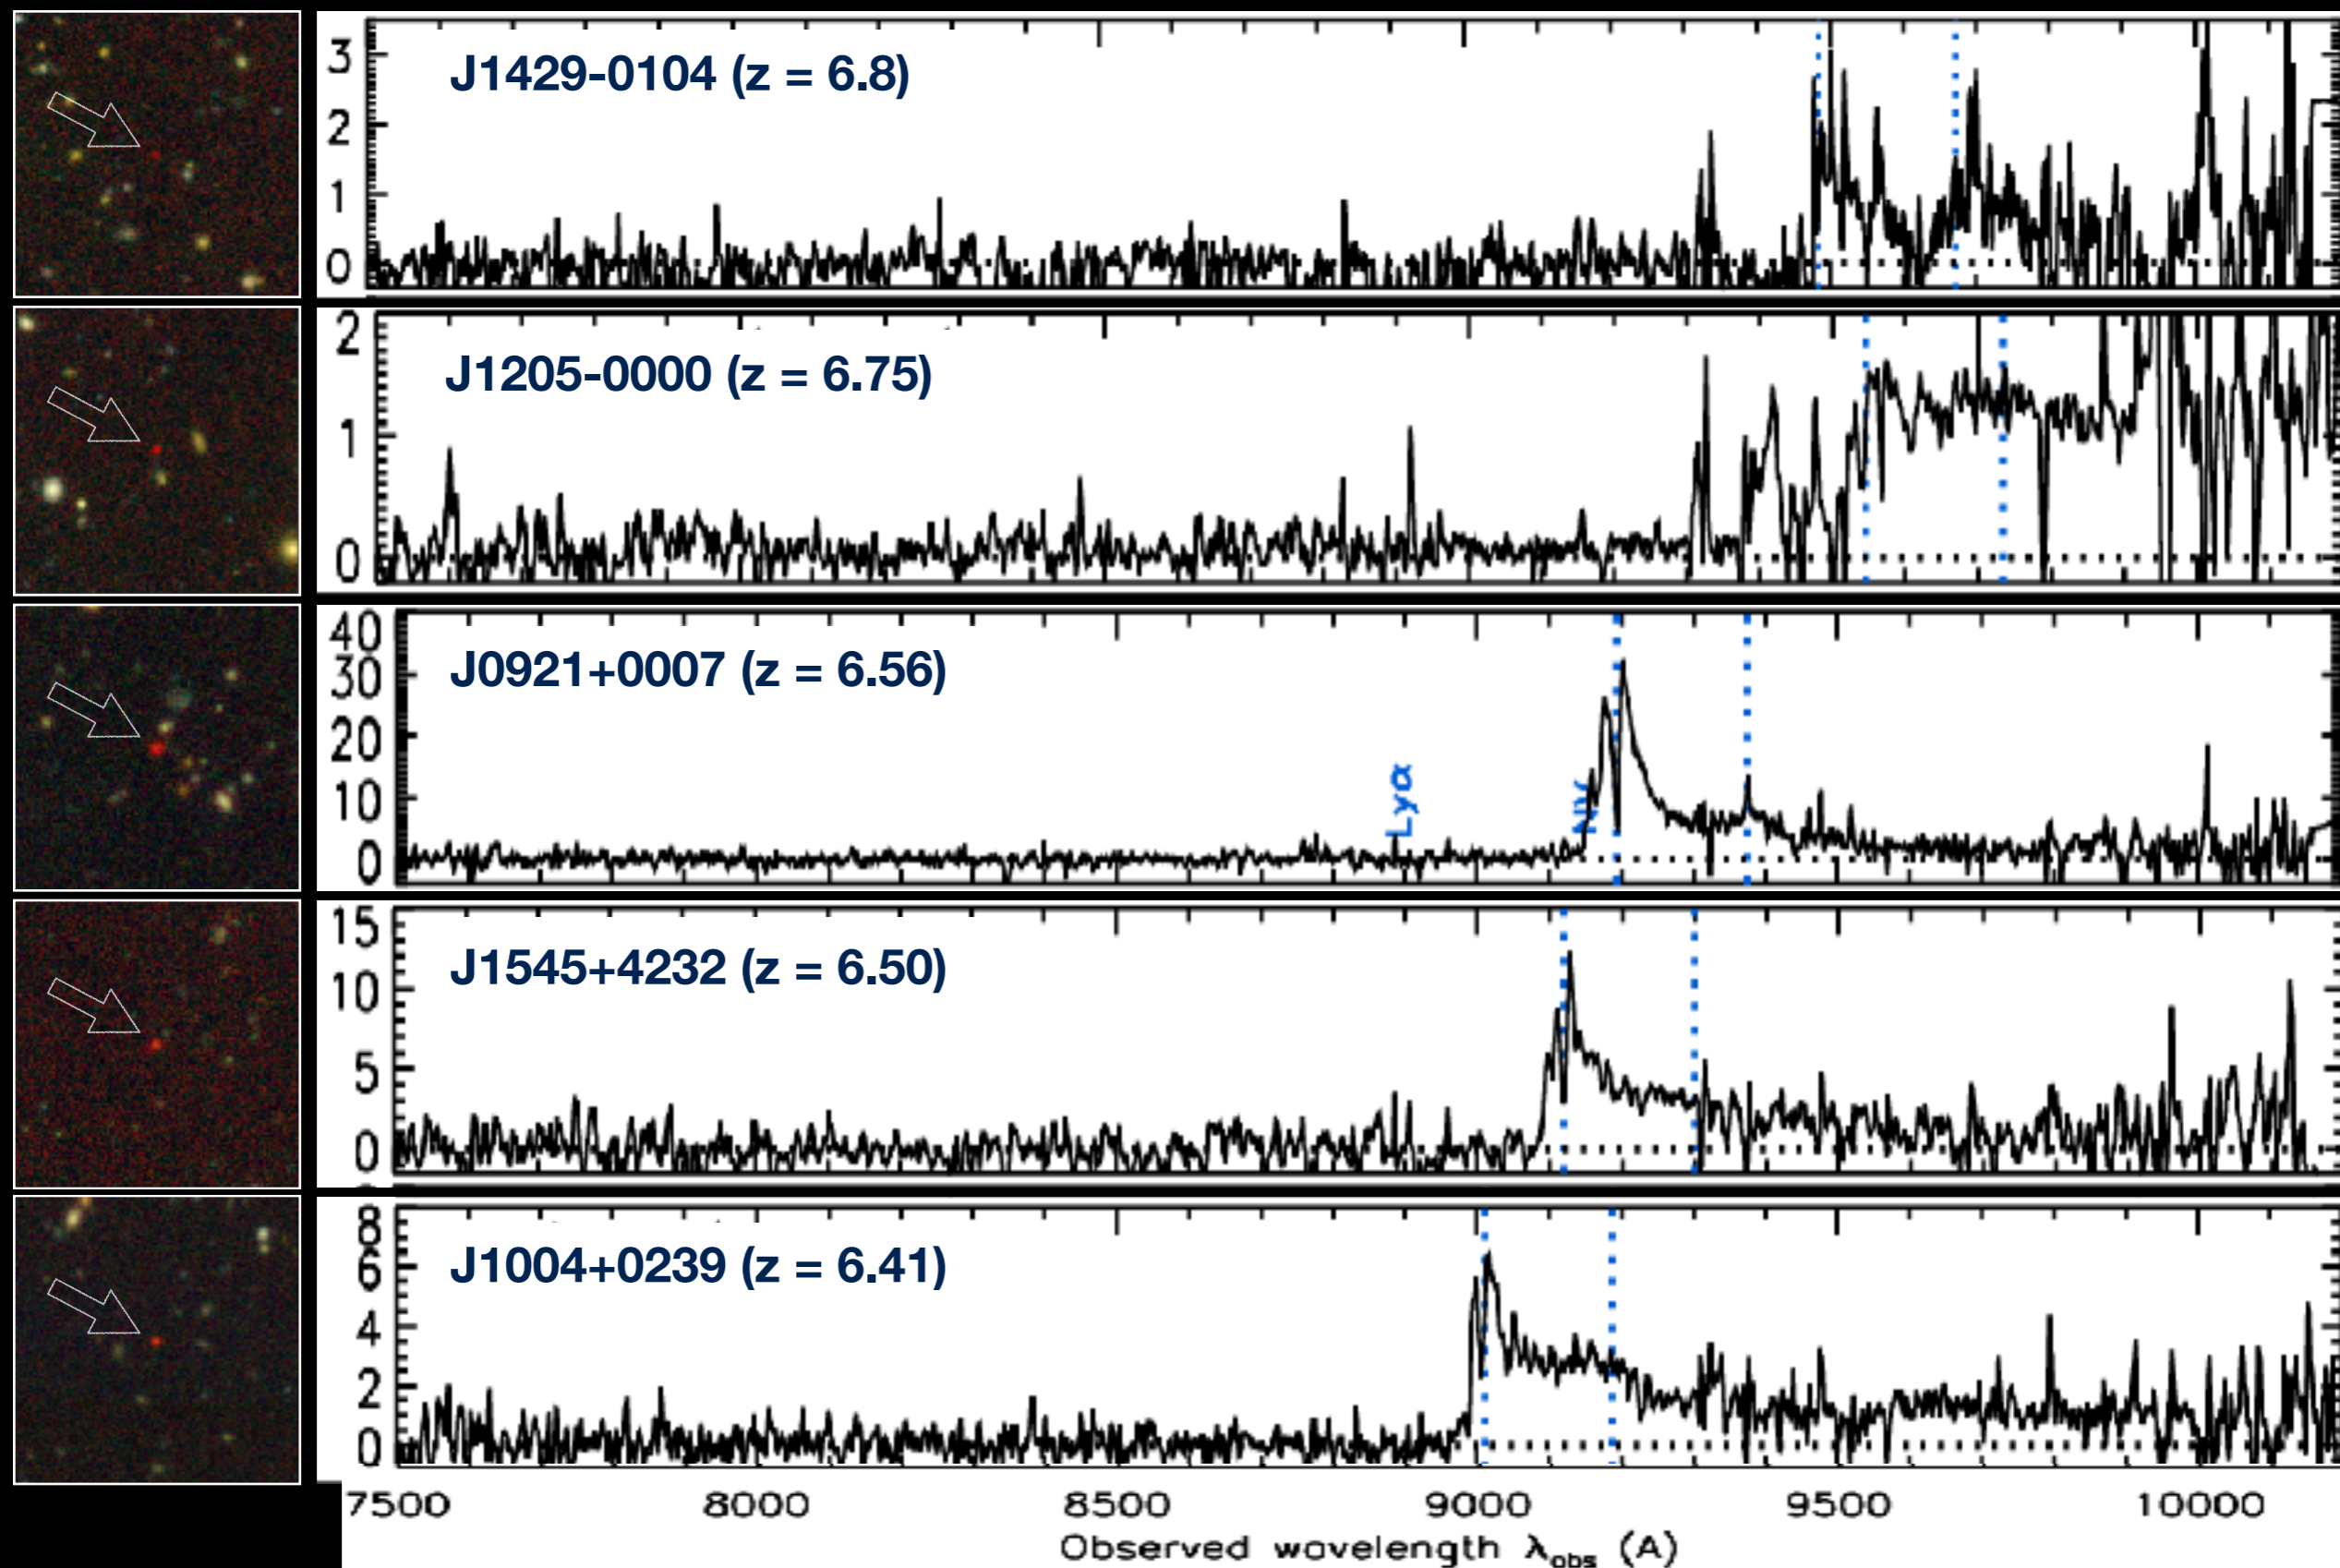 J1429-0104 (z = 6.8)
3
2
1
0
J1205-0000 (z = 6.75)
2
1
0
J0921+0007 (z = 6.56)
40
30
20
10
0
Lyα
NV
J1545+4232 (z = 6.50)
15
10
5
0
J1004+0239 (z = 6.41)
8
6
4
2
0
7500 8000 8500 9000 9500 10000
Observed wavelength λobs (A)